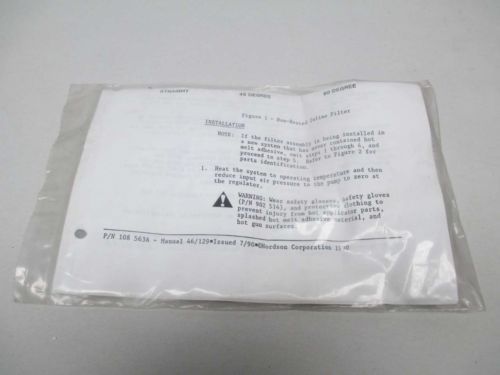 STRAIGHT 45 DEGREE 90 DEGREE
Figure 1 - Non-Heated Inline Filter
INSTALLATION
NOTE: If the filter assembly is being installed in
a new system that has never contained hot
melt adhesive, omit steps 1 through 4, and
proceed to step 5. Refer to Figure 2 for
parts identification.
1. Heat the system to operating temperature and then
reduce input air pressure to the pump to zero at
the regulator.
WARNING: Wear safety glasses, safety gloves
(P/N 902 514), and protective clothing to
prevent injury from hot applicator parts,
splashed hot melt adhesive material, and
hot gun surfaces.
P/N 108 563A - Manual 46/129•Issued 7/90•©Nordson Corporation